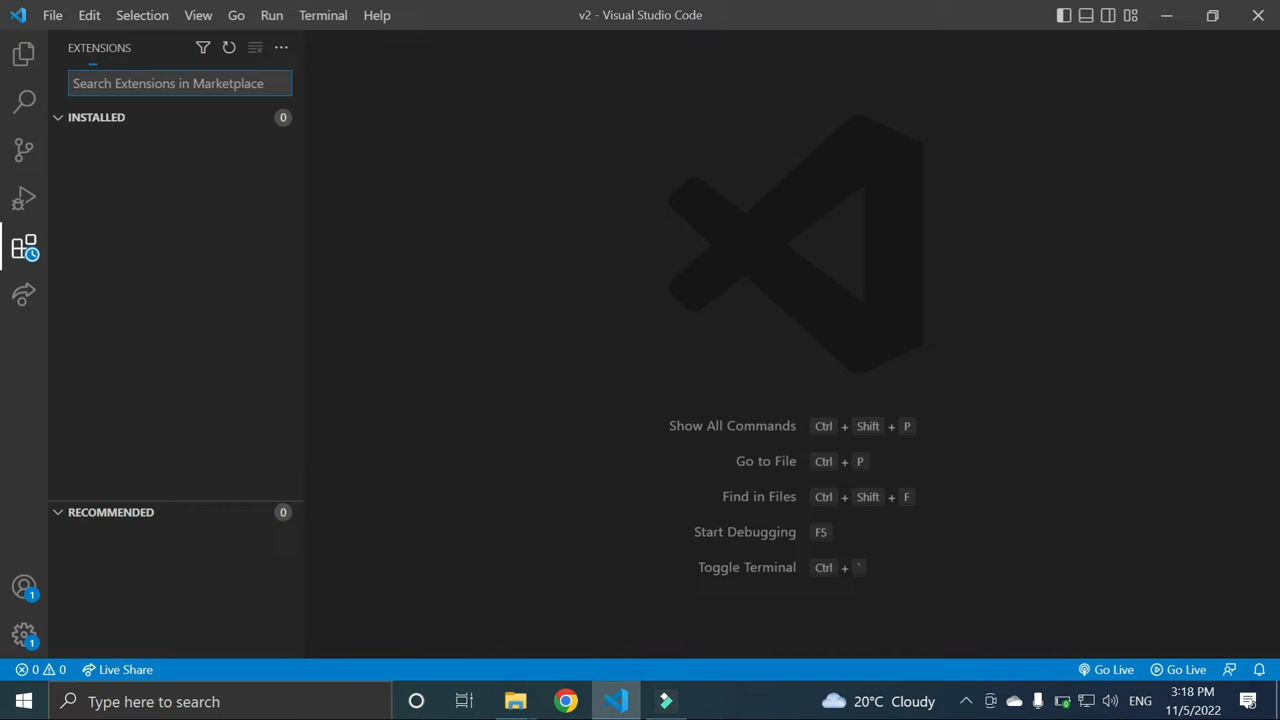 File Edit Selection View Go Run Terminal Help
v2 - Visual Studio Code
EXTENSIONS
Search Extensions in Marketplace
INSTALLED 0
Show All Commands Ctrl + Shift + P
Go to File Ctrl + P
Find in Files Ctrl + Shift + F
RECOMMENDED 0
Start Debugging F5
Toggle Terminal Ctrl + `
1
1
0 0 Live Share
Go Live Go Live
Type here to search
20°C Cloudy
ENG
3:18 PM
11/5/2022